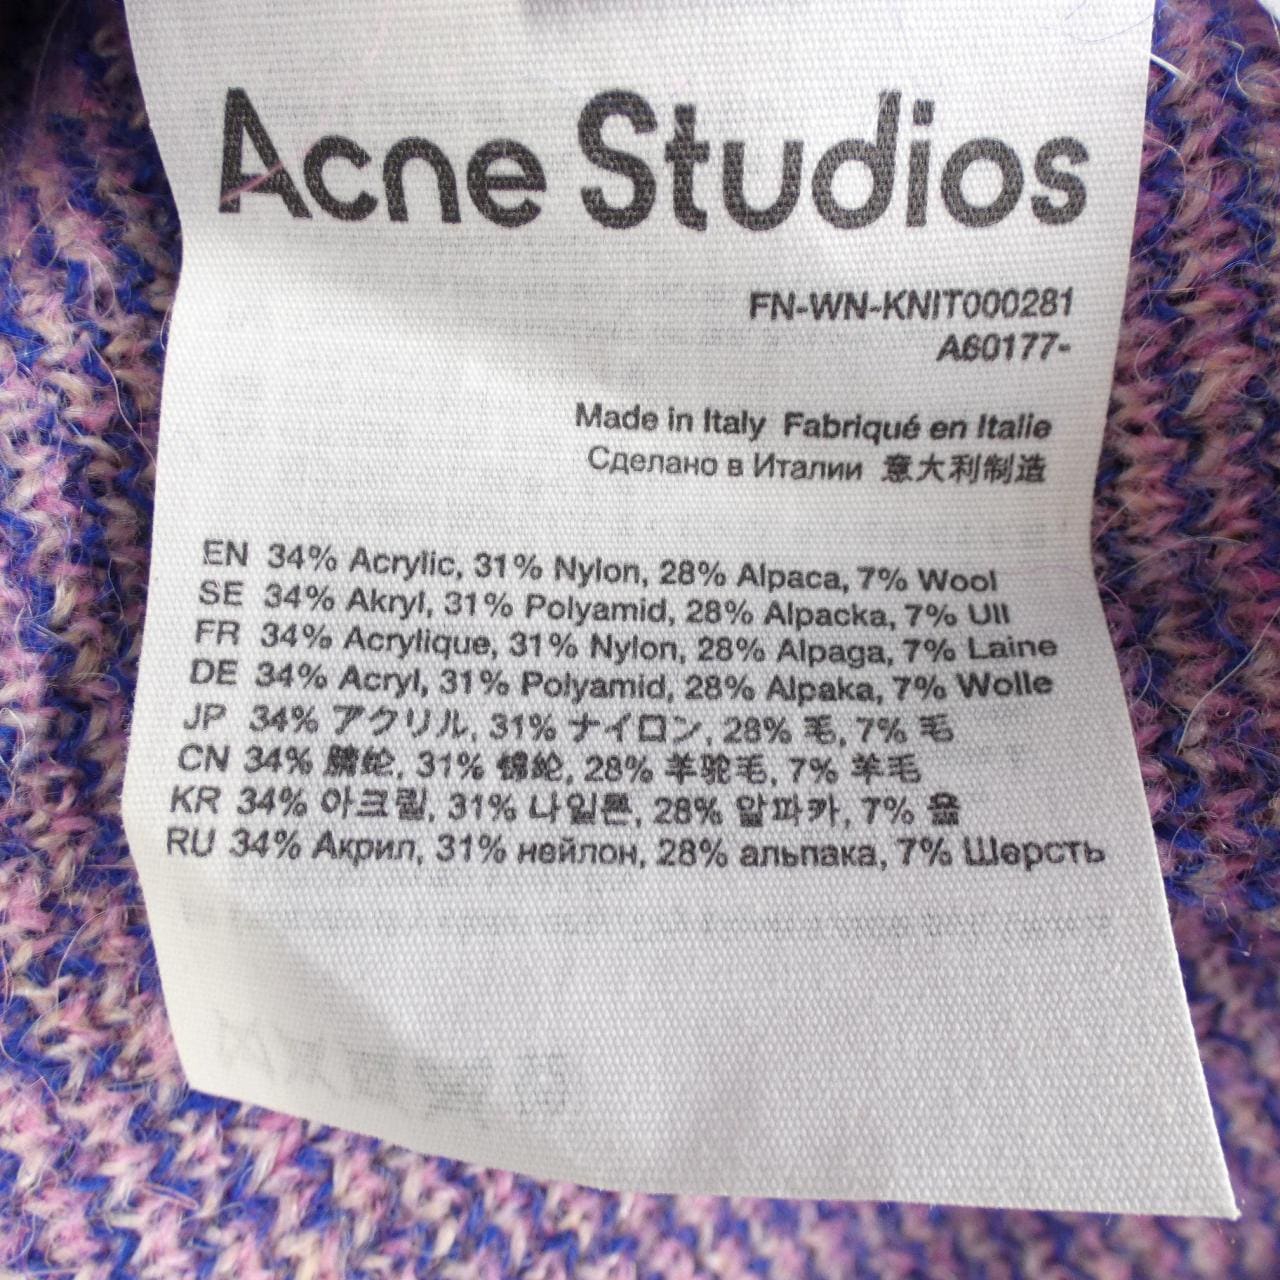 Acne Studios
FN-WN-KNIT000281
A60177-
Made in Italy Fabriqué en Italie
Сделано в Италии 意大利制造
EN 34% Acrylic, 31% Nylon, 28% Alpaca, 7% Wool
SE 34% Akryl, 31% Polyamid, 28% Alpacka, 7% Ull
FR 34% Acrylique, 31% Nylon, 28% Alpaga, 7% Laine
DE 34% Acryl, 31% Polyamid, 28% Alpaka, 7% Wolle
JP 34% アクリル, 31% ナイロン, 28% 毛, 7% 毛
CN 34% 腈纶, 31% 锦纶, 28% 羊驼毛, 7% 羊毛
KR 34% 아크릴, 31% 나일론, 28% 알파카, 7% 울
RU 34% Акрил, 31% нейлон, 28% альпака, 7% Шерсть